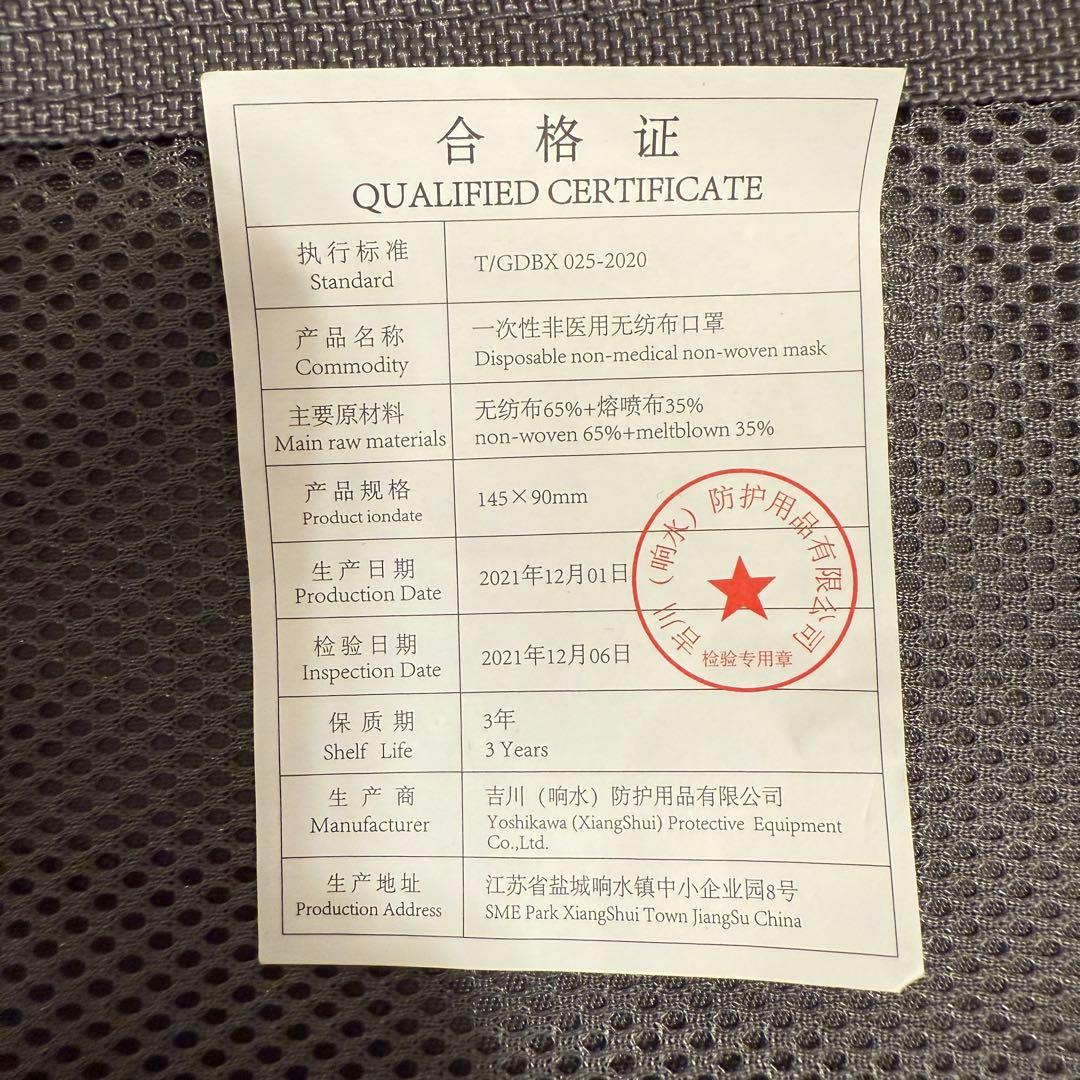 合格证
QUALIFIED CERTIFICATE
执行标准
Standard
T/GDBX 025-2020
产品名称
Commodity
一次性非医用无纺布口罩
Disposable non-medical non-woven mask
主要原材料
Main raw materials
无纺布65%+熔喷布35%
non-woven 65%+meltblown 35%
产品规格
Product iondate
145×90mm
生产日期
Production Date
2021年12月01日
检验日期
Inspection Date
2021年12月06日
吉川（响水）防护用品有限公司
检验专用章
保质期
Shelf Life
3年
3 Years
生产商
Manufacturer
吉川（响水）防护用品有限公司
Yoshikawa (XiangShui) Protective Equipment
Co.,Ltd.
生产地址
Production Address
江苏省盐城响水镇中小企业园8号
SME Park XiangShui Town JiangSu China